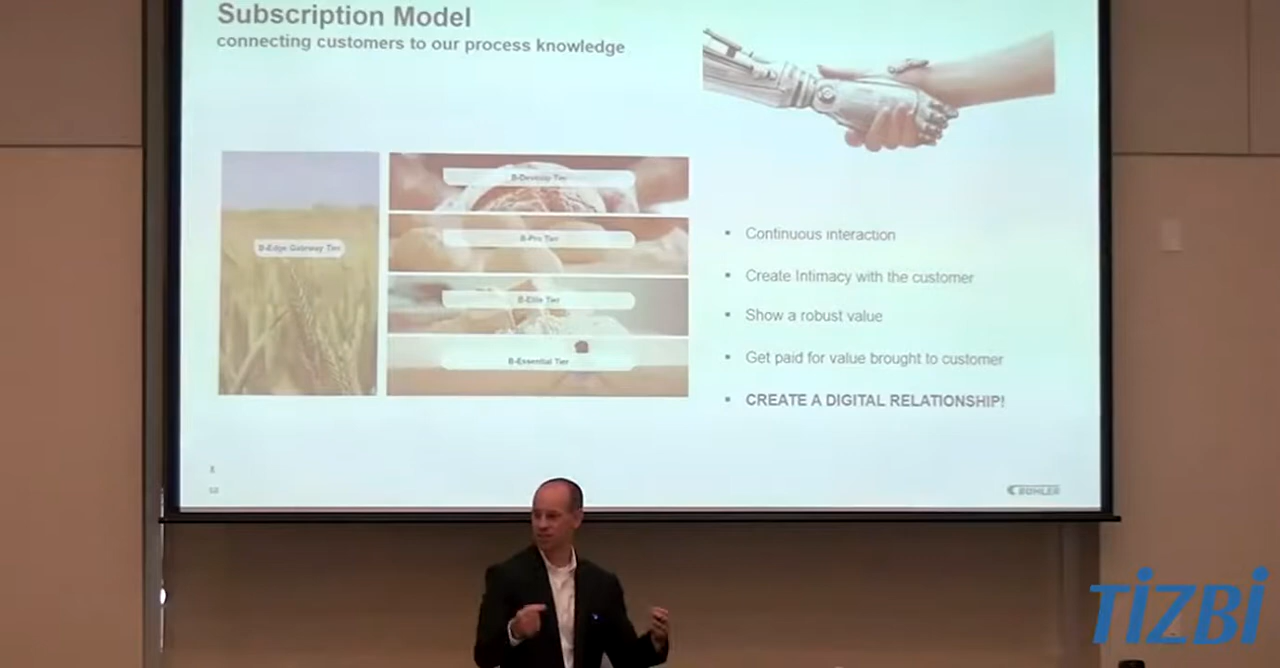 Subscription Model
connecting customers to our process knowledge
B-Edge Gateway Tier
B-Develop Tier
B-Pro Tier
B-Elite Tier
B-Essential Tier
▪ Continuous interaction
▪ Create Intimacy with the customer
▪ Show a robust value
▪ Get paid for value brought to customer
▪ CREATE A DIGITAL RELATIONSHIP!
BÜHLER
TiZBi